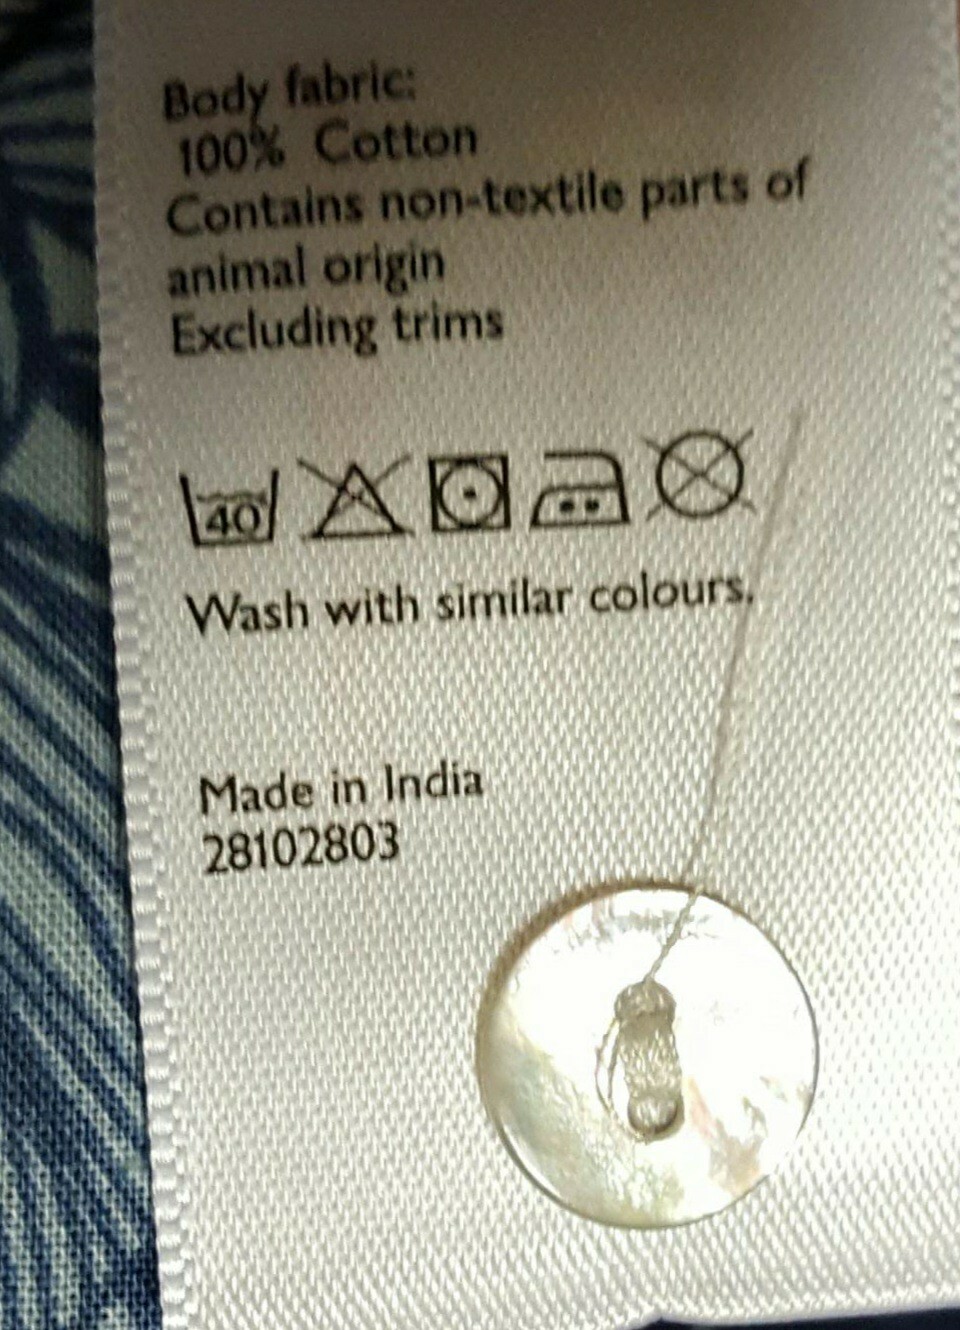 Body fabric:
100% Cotton
Contains non-textile parts of
animal origin
Excluding trims
40
Wash with similar colours.
Made in India
28102803